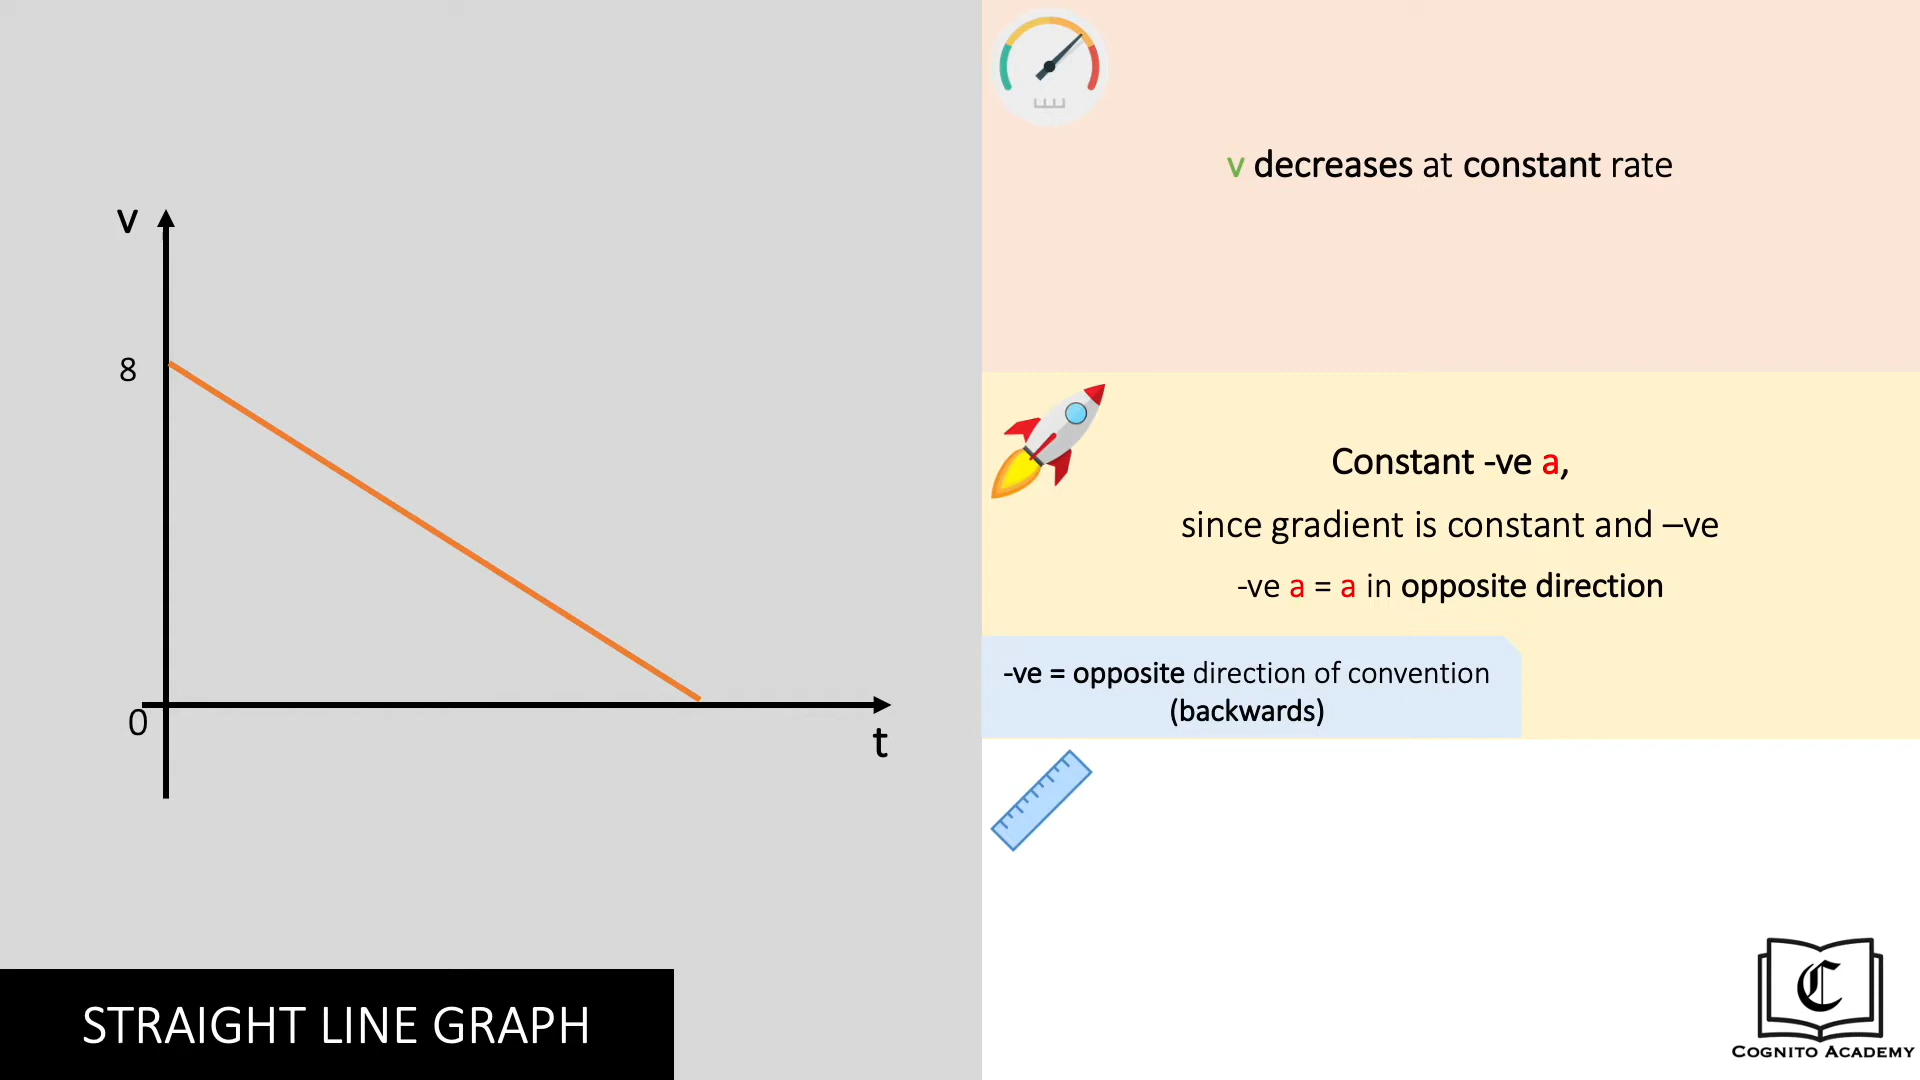 v
8
0
t
STRAIGHT LINE GRAPH
v decreases at constant rate
Constant -ve a,
since gradient is constant and –ve
-ve a = a in opposite direction
-ve = opposite direction of convention
(backwards)
C
COGNITO ACADEMY